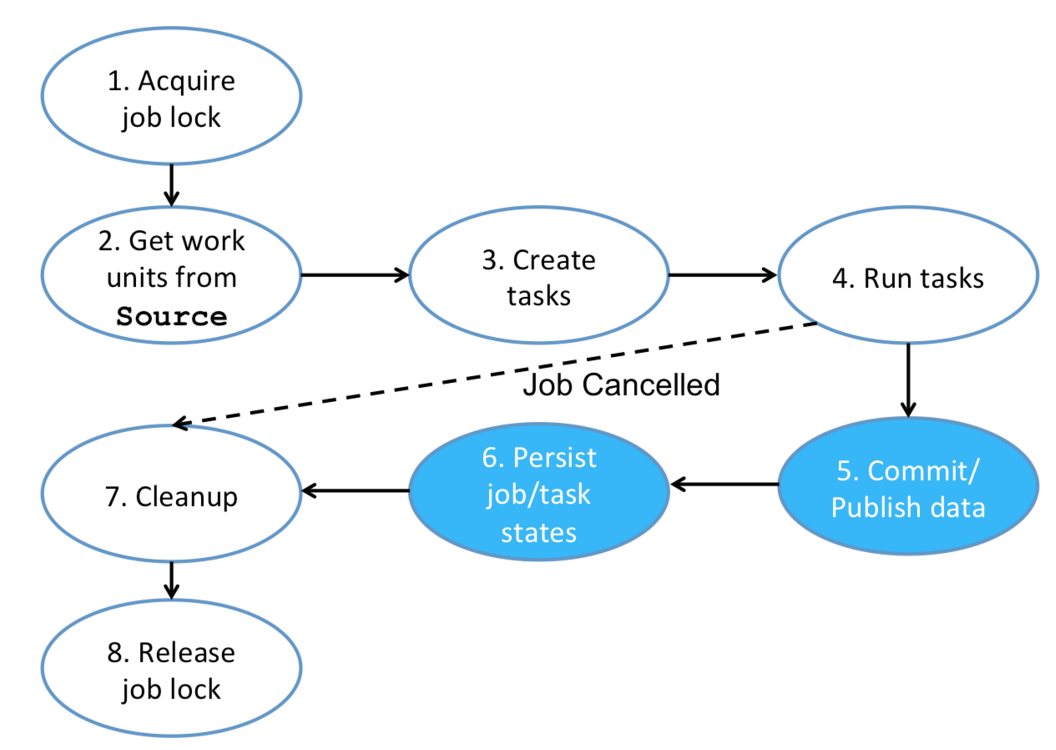 1. Acquire
job lock
2. Get work
units from
Source
3. Create
tasks
4. Run tasks
Job Cancelled
5. Commit/
Publish data
6. Persist
job/task
states
7. Cleanup
8. Release
job lock